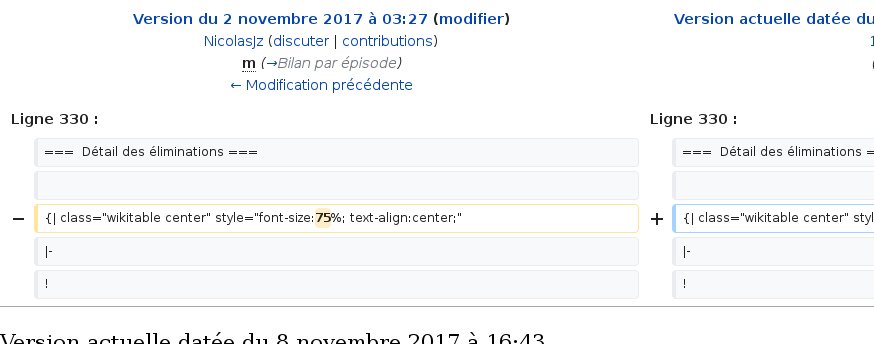 Version du 2 novembre 2017 à 03:27 (modifier)
NicolasJz (discuter | contributions)
m (→Bilan par épisode)
← Modification précédente
Version actuelle datée du
1
(
Ligne 330 :
Ligne 330 :
=== Détail des éliminations ===
=== Détail des éliminations =
− {| class="wikitable center" style="font-size:75%; text-align:center;"
+ {| class="wikitable center" styl
|-
|-
!
!
Version actuelle datée du 8 novembre 2017 à 16:43